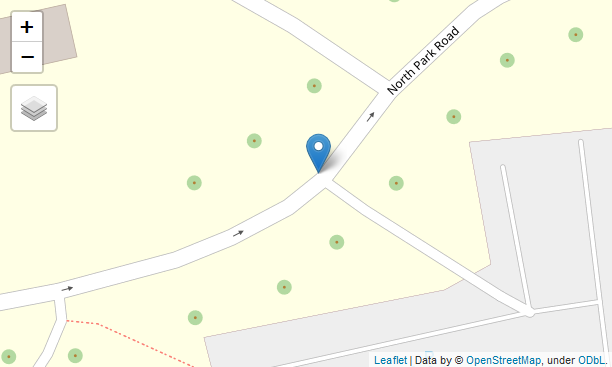 +
−
North Park Road
Leaflet | Data by © OpenStreetMap, under ODbL.